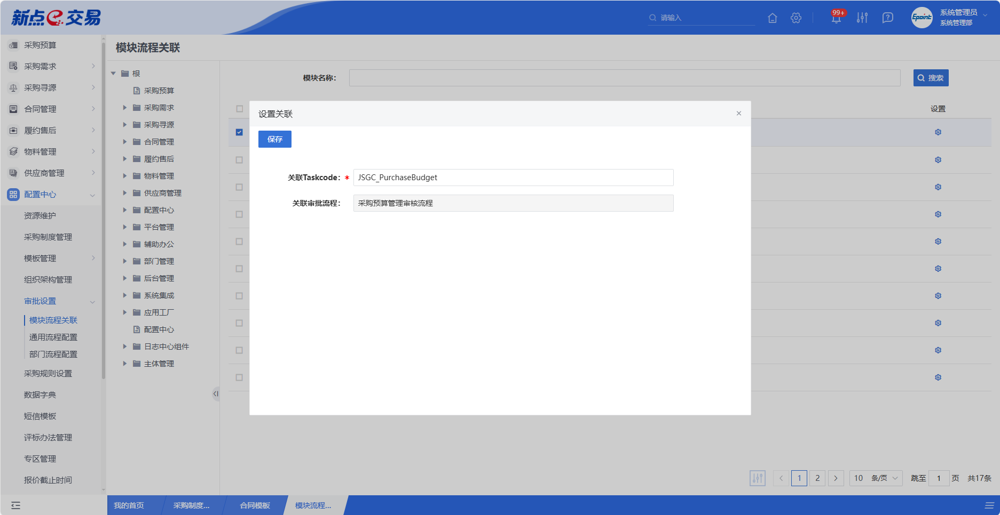 新点e交易
请输入
99+
Epoint
系统管理员
系统管理部
采购预算
采购需求
采购寻源
合同管理
履约售后
物料管理
供应商管理
配置中心
资源维护
采购制度管理
模板管理
组织架构管理
审批设置
模块流程关联
通用流程配置
部门流程配置
采购规则设置
数据字典
短信模板
评标办法管理
专区管理
报价截止时间
模块流程关联
根
采购预算
采购需求
采购寻源
合同管理
履约售后
物料管理
供应商管理
配置中心
平台管理
辅助办公
部门管理
后台管理
系统集成
应用工厂
配置中心
日志中心组件
主体管理
模块名称：
搜索
设置
设置关联
保存
关联Taskcode： * JSGC_PurchaseBudget
关联审批流程： 采购预算管理审核流程
1 2 10 条/页 跳至 1 页 共17条
我的首页 采购制度... 合同模板 模块流程...